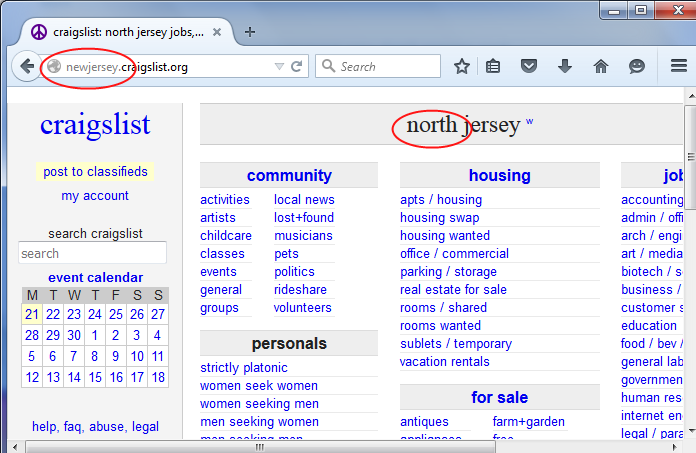 craigslist: north jersey jobs,...
newjersey.craigslist.org
Search
craigslist
post to classifieds
my account
search craigslist
search
event calendar
M T W T F S S
21 22 23 24 25 26 27
28 29 30 1 2 3 4
5 6 7 8 9 10 11
12 13 14 15 16 17 18
help, faq, abuse, legal
north jersey w
community
activities local news
artists lost+found
childcare musicians
classes pets
events politics
general rideshare
groups volunteers
personals
strictly platonic
women seek women
women seeking men
men seeking women
men seeking men
housing
apts / housing
housing swap
housing wanted
office / commercial
parking / storage
real estate for sale
rooms / shared
rooms wanted
sublets / temporary
vacation rentals
for sale
antiques farm+garden
appliances free
job
accounting
admin / offi
arch / engin
art / media
biotech / s
business /
customer s
education
food / bev /
general lab
government
human res
internet en
legal / para